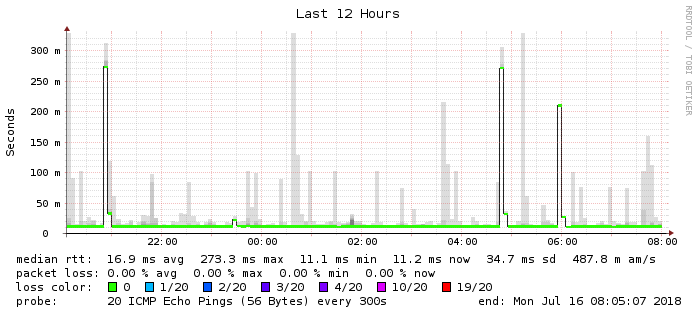 Last 12 Hours
RRDTOOL / TOBI OETIKER
Seconds
300 m
250 m
200 m
150 m
100 m
50 m
0
22:00 00:00 02:00 04:00 06:00 08:00
median rtt: 16.9 ms avg 273.3 ms max 11.1 ms min 11.2 ms now 34.7 ms sd 487.8 m am/s
packet loss: 0.00 % avg 0.00 % max 0.00 % min 0.00 % now
loss color: 0 1/20 2/20 3/20 4/20 10/20 19/20
probe: 20 ICMP Echo Pings (56 Bytes) every 300s end: Mon Jul 16 08:05:07 2018